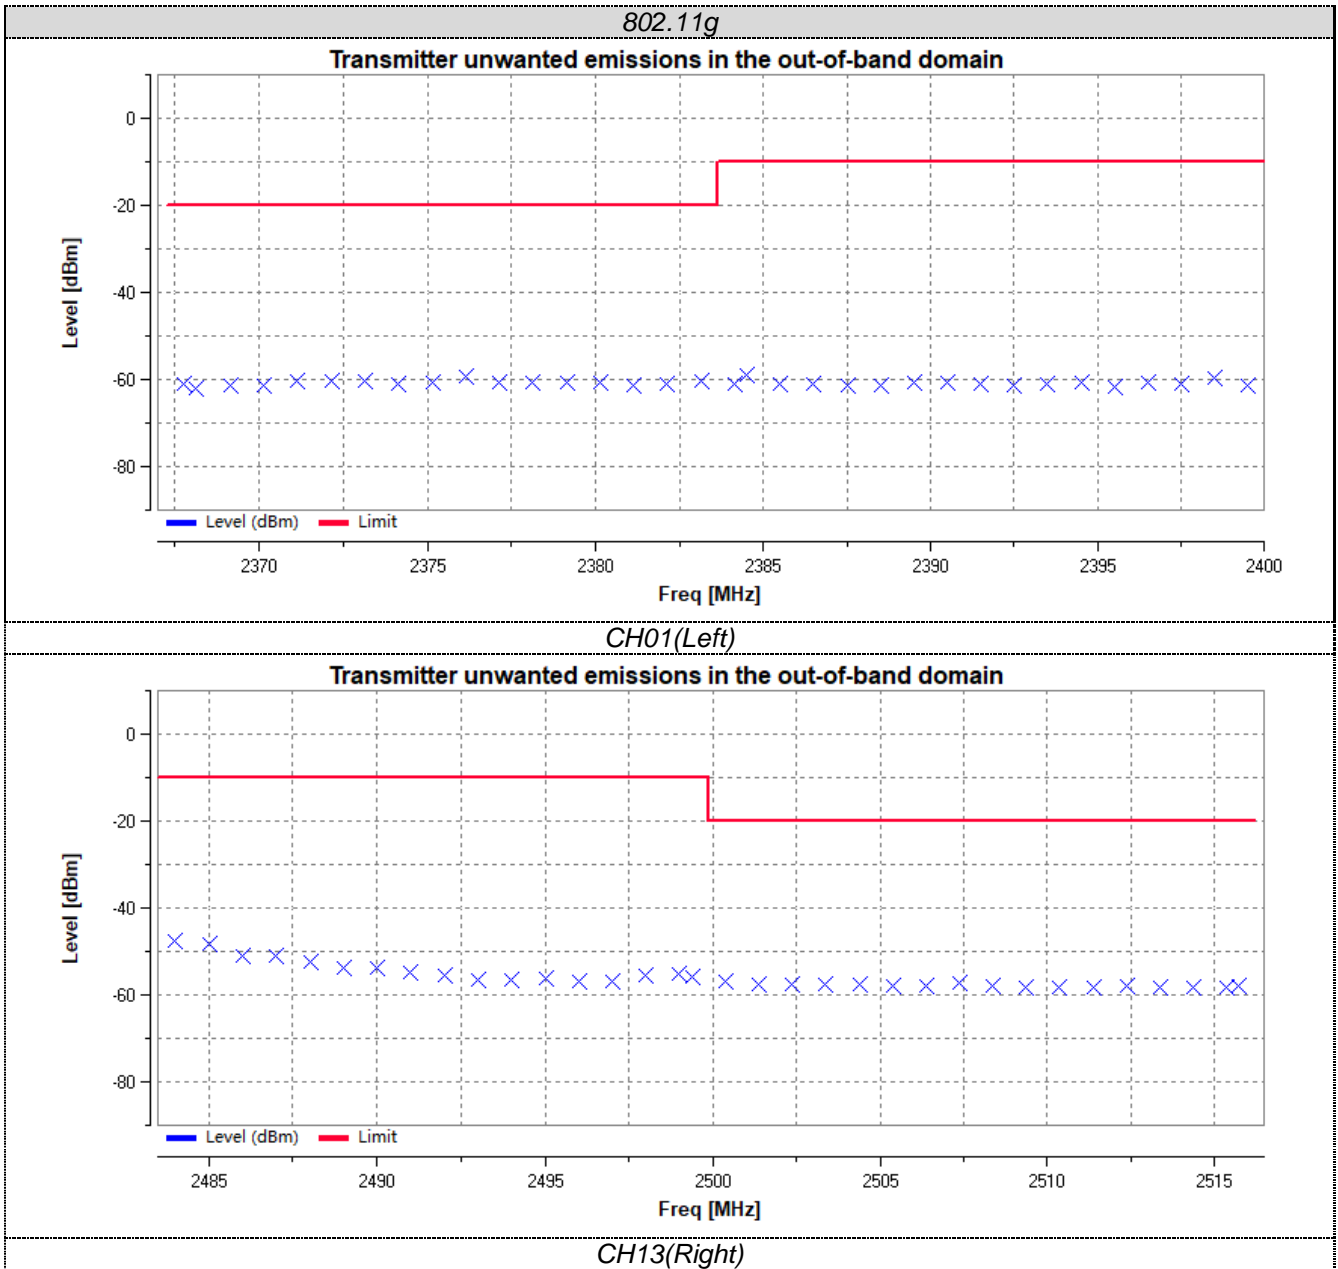 802.11g
Transmitter unwanted emissions in the out-of-band domain
0
-20
-40
-60
-80
Level [dBm]
Level (dBm) Limit
2370 2375 2380 2385 2390 2395 2400
Freq [MHz]
CH01(Left)
Transmitter unwanted emissions in the out-of-band domain
0
-20
-40
-60
-80
Level [dBm]
Level (dBm) Limit
2485 2490 2495 2500 2505 2510 2515
Freq [MHz]
CH13(Right)